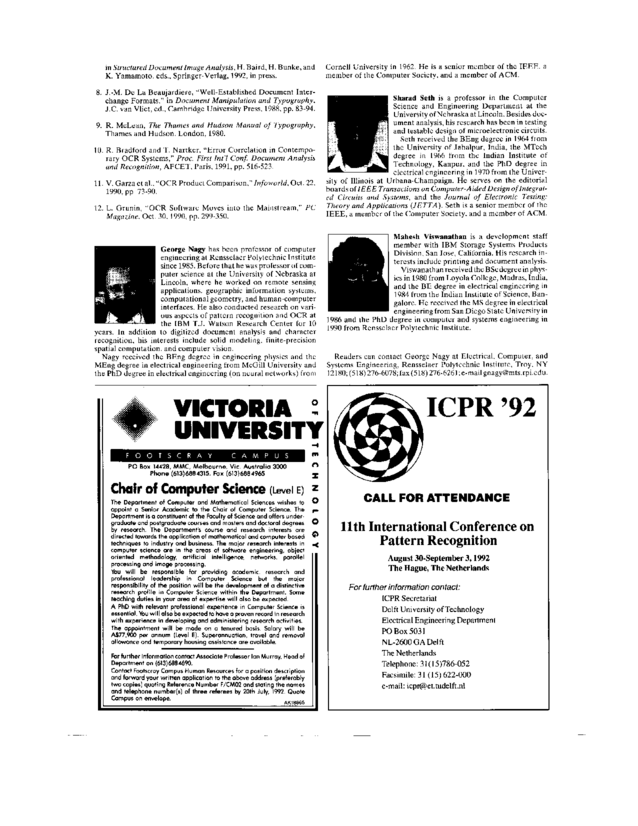 in Structured Document Image Analysis, H. Baird, H. Bunke, and
K. Yamamoto, eds., Springer-Verlag, 1992, in press.
8. J.-M. De La Beaujardiere, "Well-Established Document Inter-
change Formats," in Document Manipulation and Typography,
J.C. van Vliet, ed., Cambridge University Press, 1988, pp. 83-94.
9. R. McLean, The Thames and Hudson Manual of Typography,
Thames and Hudson, London, 1980.
10. R. Bradford and T. Nartker, "Error Correlation in Contempo-
rary OCR Systems," Proc. First Int'l Conf. Document Analysis
and Recognition, AFCET, Paris, 1991, pp. 516-523.
11. V. Garza et al., "OCR Product Comparison," Infoworld, Oct. 22,
1990, pp. 73-90.
12. L. Grunin, "OCR Software Moves into the Mainstream," PC
Magazine, Oct. 30, 1990, pp. 299-350.
George Nagy has been professor of computer
engineering at Rensselaer Polytechnic Institute
since 1985. Before that he was professor of com-
puter science at the University of Nebraska at
Lincoln, where he worked on remote sensing
applications, geographic information systems,
computational geometry, and human-computer
interfaces. He also conducted research on vari-
ous aspects of pattern recognition and OCR at
the IBM T.J. Watson Research Center for 10
years. In addition to digitized document analysis and character
recognition, his interests include solid modeling, finite-precision
spatial computation, and computer vision.
Nagy received the BEng degree in engineering physics and the
MEng degree in electrical engineering from McGill University and
the PhD degree in electrical engineering (on neural networks) from
Cornell University in 1962. He is a senior member of the IEEE, a
member of the Computer Society, and a member of ACM.
Sharad Seth is a professor in the Computer
Science and Engineering Department at the
University of Nebraska at Lincoln. Besides doc-
ument analysis, his research has been in testing
and testable design of microelectronic circuits.
Seth received the BEng degree in 1964 from
the University of Jabalpur, India, the MTech
degree in 1966 from the Indian Institute of
Technology, Kanpur, and the PhD degree in
electrical engineering in 1970 from the Univer-
sity of Illinois at Urbana-Champaign. He serves on the editorial
boards of IEEE Transactions on Computer-Aided Design of Integrat-
ed Circuits and Systems, and the Journal of Electronic Testing:
Theory and Applications (JETTA). Seth is a senior member of the
IEEE, a member of the Computer Society, and a member of ACM.
Mahesh Viswanathan is a development staff
member with IBM Storage Systems Products
Division, San Jose, California. His research in-
terests include printing and document analysis.
Viswanathan received the BSc degree in phys-
ics in 1980 from Loyola College, Madras, India,
and the BE degree in electrical engineering in
1984 from the Indian Institute of Science, Ban-
galore. He received the MS degree in electrical
engineering from San Diego State University in
1986 and the PhD degree in computer and systems engineering in
1990 from Rensselaer Polytechnic Institute.
Readers can contact George Nagy at Electrical, Computer, and
Systems Engineering, Rensselaer Polytechnic Institute, Troy, NY
12180; (518) 276-6078; fax (518) 276-6261; e-mail gnagy@mts.rpi.edu.
VICTORIA
UNIVERSITY
OF TECHNOLOGY
FOOTSCRAY CAMPUS
PO Box 14428, MMC, Melbourne, Vic. Australia 3000
Phone (613) 688 4315. Fax (613) 688 4965
Chair of Computer Science (Level E)
The Department of Computer and Mathematical Sciences wishes to
appoint a Senior Academic to the Chair of Computer Science. The
Department is a constituent of the Faculty of Science and offers under-
graduate and postgraduate courses and masters and doctoral degrees
by research. The Department's course and research interests are
directed towards the application of mathematical and computer based
techniques to industry and business. The major research interests in
computer science are in the areas of software engineering, object
oriented methodology, artificial intelligence, networks, parallel
processing and image processing.
You will be responsible for providing academic, research and
professional leadership in Computer Science but the major
responsibility of the position will be the development of a distinctive
research profile in Computer Science within the Department. Some
teaching duties in your area of expertise will also be expected.
A PhD with relevant professional experience in Computer Science is
essential. You will also be expected to have a proven record in research
with experience in developing and administering research activities.
The appointment will be made on a tenured basis. Salary will be
A$77,900 per annum (Level E). Superannuation, travel and removal
allowance and temporary housing assistance are available.
For further information contact Associate Professor Ian Murray, Head of
Department on (613) 688 4690.
Contact Footscray Campus Human Resources for a position description
and forward your written application to the above address (preferably
two copies) quoting Reference Number F/CM02 and stating the names
and telephone number(s) of three referees by 20th July, 1992. Quote
Campus on envelope.
ICPR '92
CALL FOR ATTENDANCE
11th International Conference on
Pattern Recognition
August 30-September 3, 1992
The Hague, The Netherlands
For further information contact:
ICPR Secretariat
Delft University of Technology
Electrical Engineering Department
PO Box 5031
NL-2600 GA Delft
The Netherlands
Telephone: 31(15)786-052
Facsimile: 31 (15) 622-000
e-mail: icpr@et.tudelft.nl